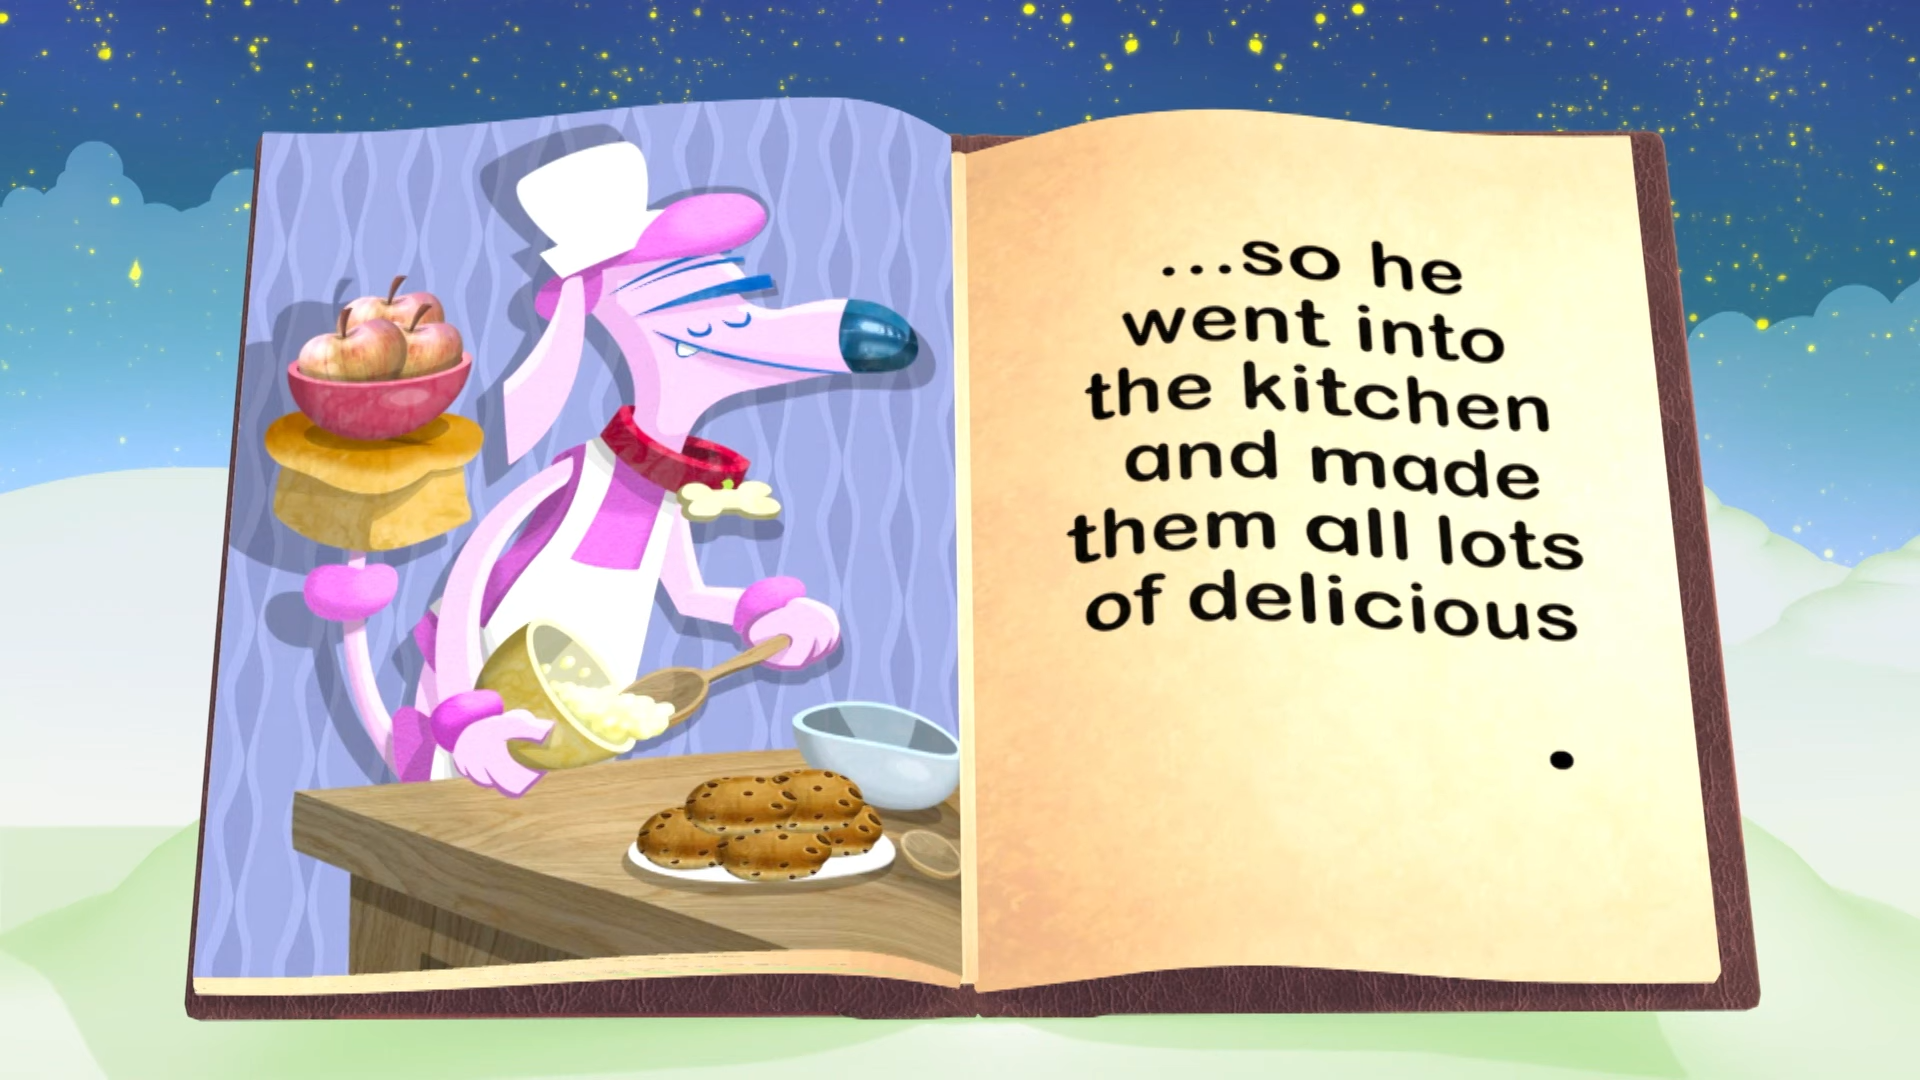 ...so he
went into
the kitchen
and made
them all lots
of delicious
.